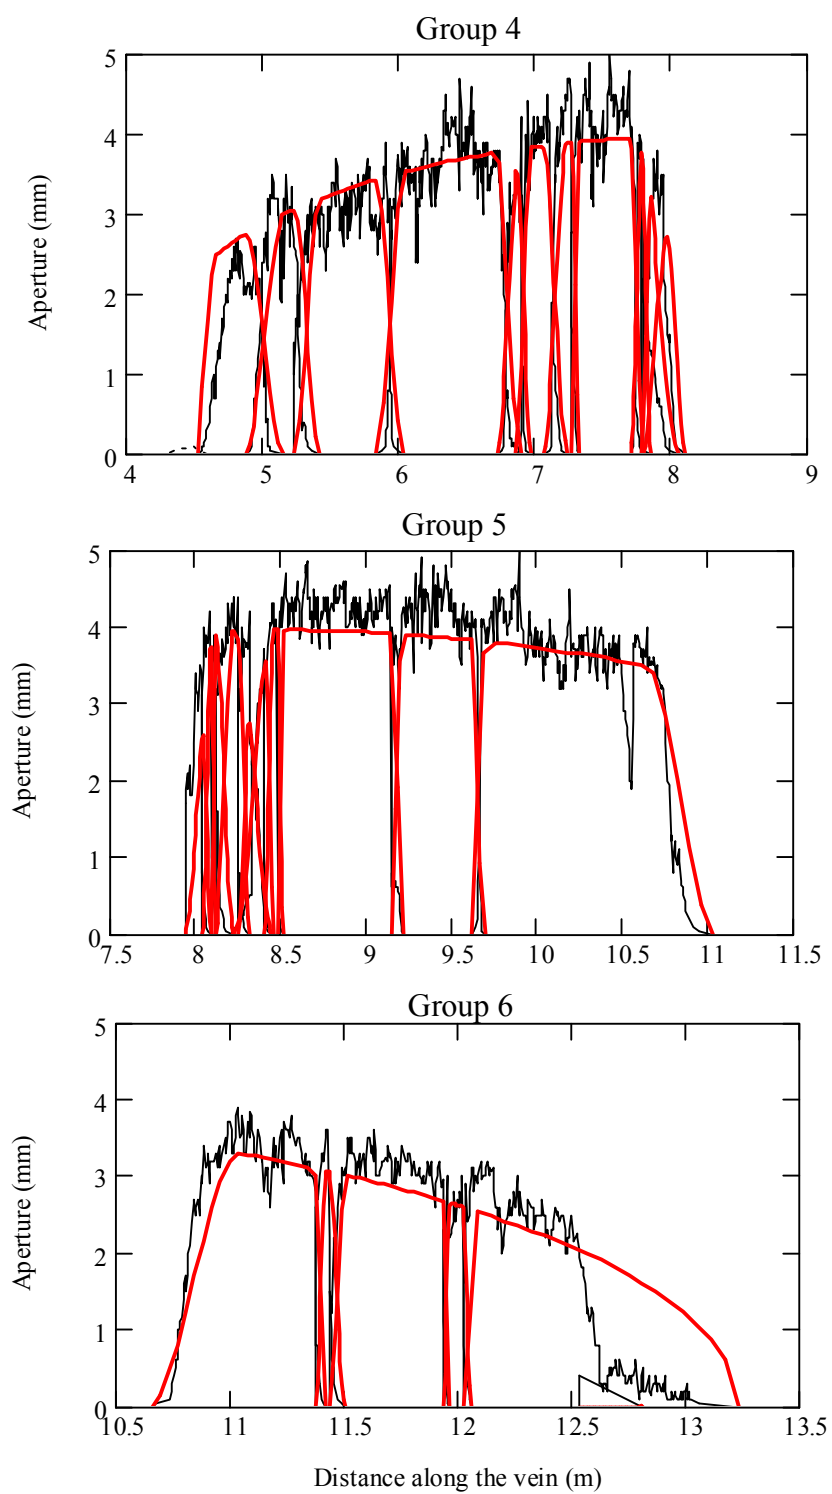 Group 4
5
4
3
2
1
0
Aperture (mm)
4 5 6 7 8 9
Group 5
5
4
3
2
1
0
Aperture (mm)
7.5 8 8.5 9 9.5 10 10.5 11 11.5
Group 6
5
4
3
2
1
0
Aperture (mm)
10.5 11 11.5 12 12.5 13 13.5
Distance along the vein (m)